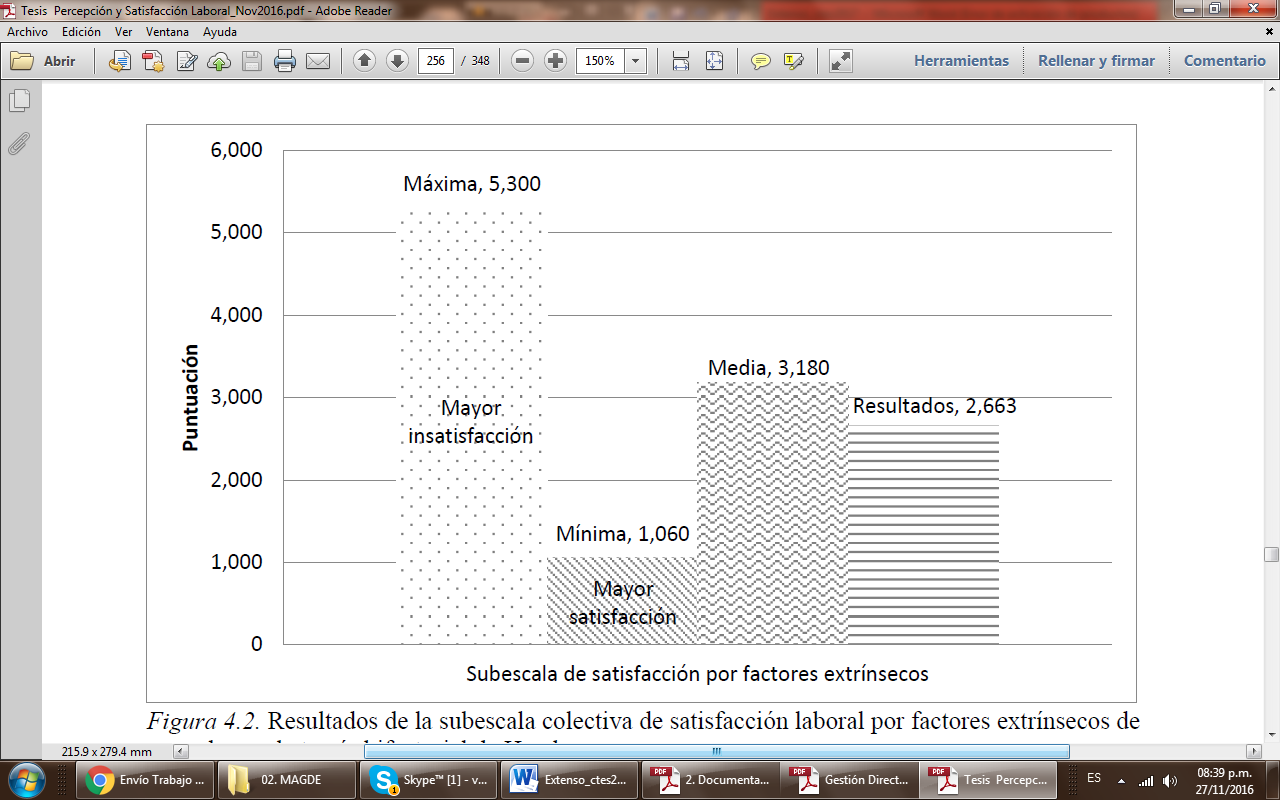 Tesis Percepción y Satisfacción Laboral_Nov2016.pdf - Adobe Reader
Archivo Edición Ver Ventana Ayuda
Abrir 256 / 348 150% Herramientas Rellenar y firmar Comentario
6,000
Máxima, 5,300
5,000
4,000
Media, 3,180
3,000
Resultados, 2,663
Mayor
insatisfacción
Puntuación
2,000
Mínima, 1,060
1,000
Mayor
satisfacción
0
Subescala de satisfacción por factores extrínsecos
Figura 4.2. Resultados de la subescala colectiva de satisfacción laboral por factores extrínsecos de
215.9 x 279.4 mm
Envío Trabajo ... 02. MAGDE Skype™ [1] - v... Extenso_ctes2... 2. Documenta... Gestión Direct... Tesis Percepc... ES 08:39 p.m.
27/11/2016